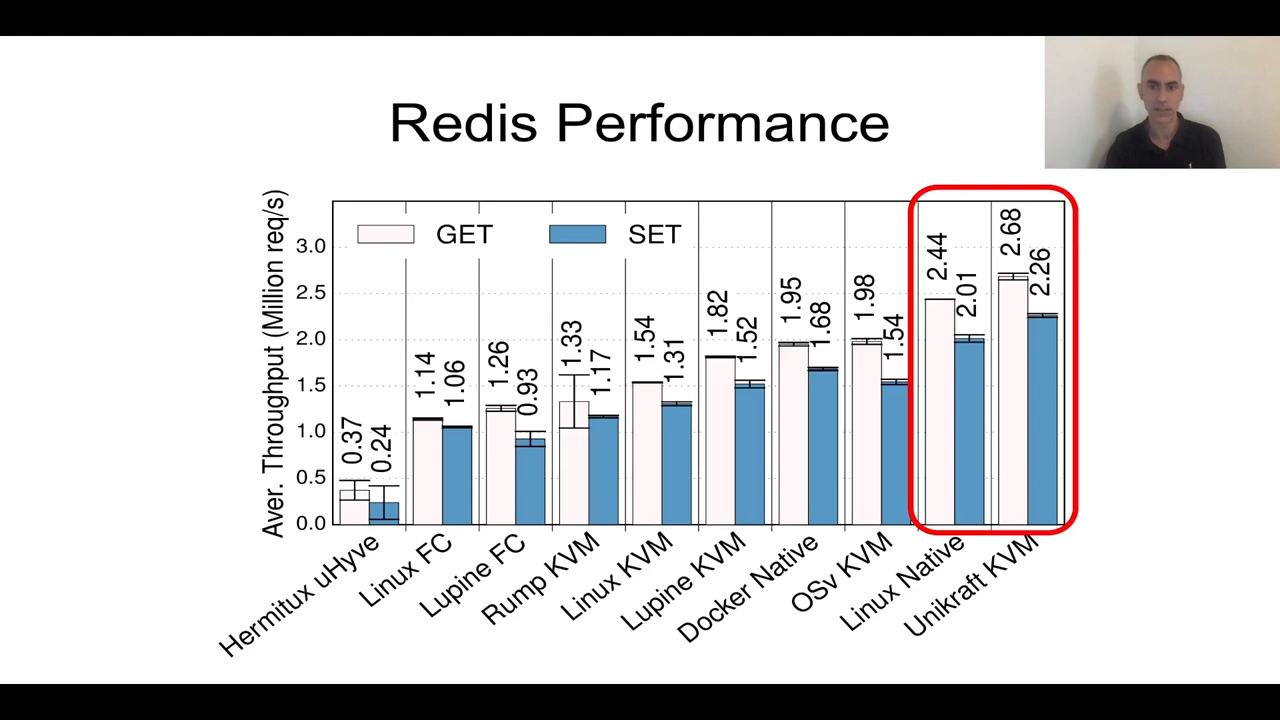 Redis Performance
Aver. Throughput (Million req/s)
GET SET
3.0
2.5
2.0
1.5
1.0
0.5
0.0
0.37 0.24
1.14 1.06
1.26 0.93
1.33 1.17
1.54 1.31
1.82 1.52
1.95 1.68
1.98 1.54
2.44 2.01
2.68 2.26
Hermitux uHyve
Linux FC
Lupine FC
Rump KVM
Linux KVM
Lupine KVM
Docker Native
OSv KVM
Linux Native
Unikraft KVM